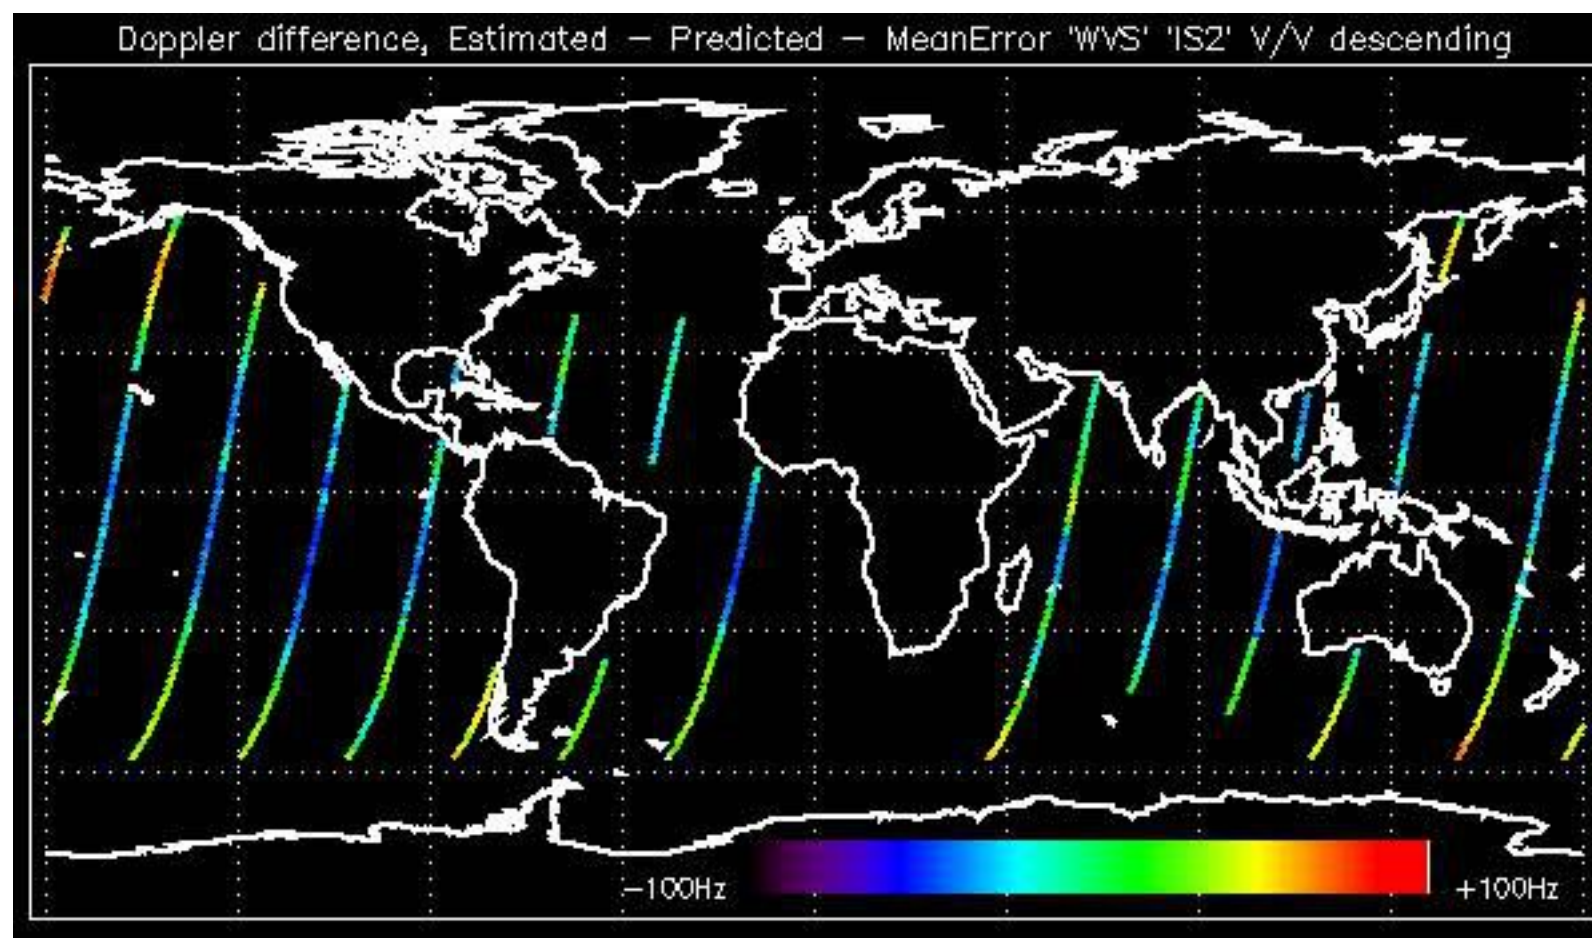 Doppler difference, Estimated – Predicted – MeanError 'WVS' 'IS2' V/V descending
−100Hz +100Hz